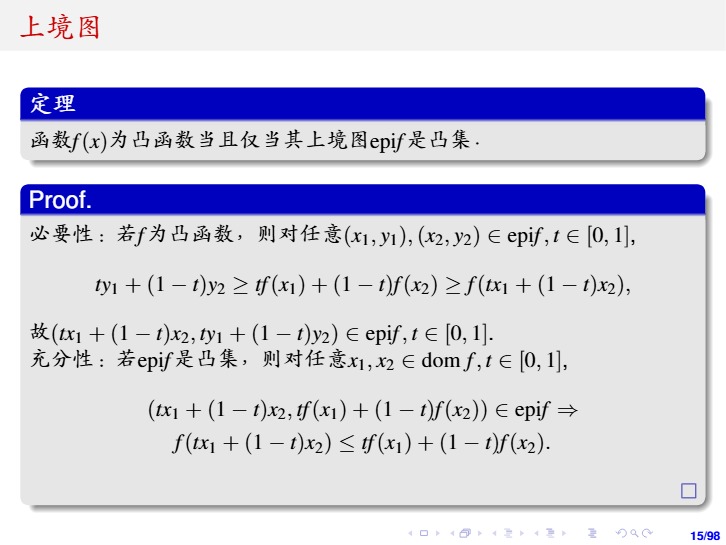 上境图
定理
函数f(x)为凸函数当且仅当其上境图epif是凸集.
Proof.
必要性：若f为凸函数，则对任意(x₁, y₁), (x₂, y₂) ∈ epif, t ∈ [0, 1],
ty₁ + (1 − t)y₂ ≥ tf(x₁) + (1 − t)f(x₂) ≥ f(tx₁ + (1 − t)x₂),
故(tx₁ + (1 − t)x₂, ty₁ + (1 − t)y₂) ∈ epif, t ∈ [0, 1].
充分性：若epif是凸集，则对任意x₁, x₂ ∈ dom f, t ∈ [0, 1],
(tx₁ + (1 − t)x₂, tf(x₁) + (1 − t)f(x₂)) ∈ epif ⇒
f(tx₁ + (1 − t)x₂) ≤ tf(x₁) + (1 − t)f(x₂).
15/98